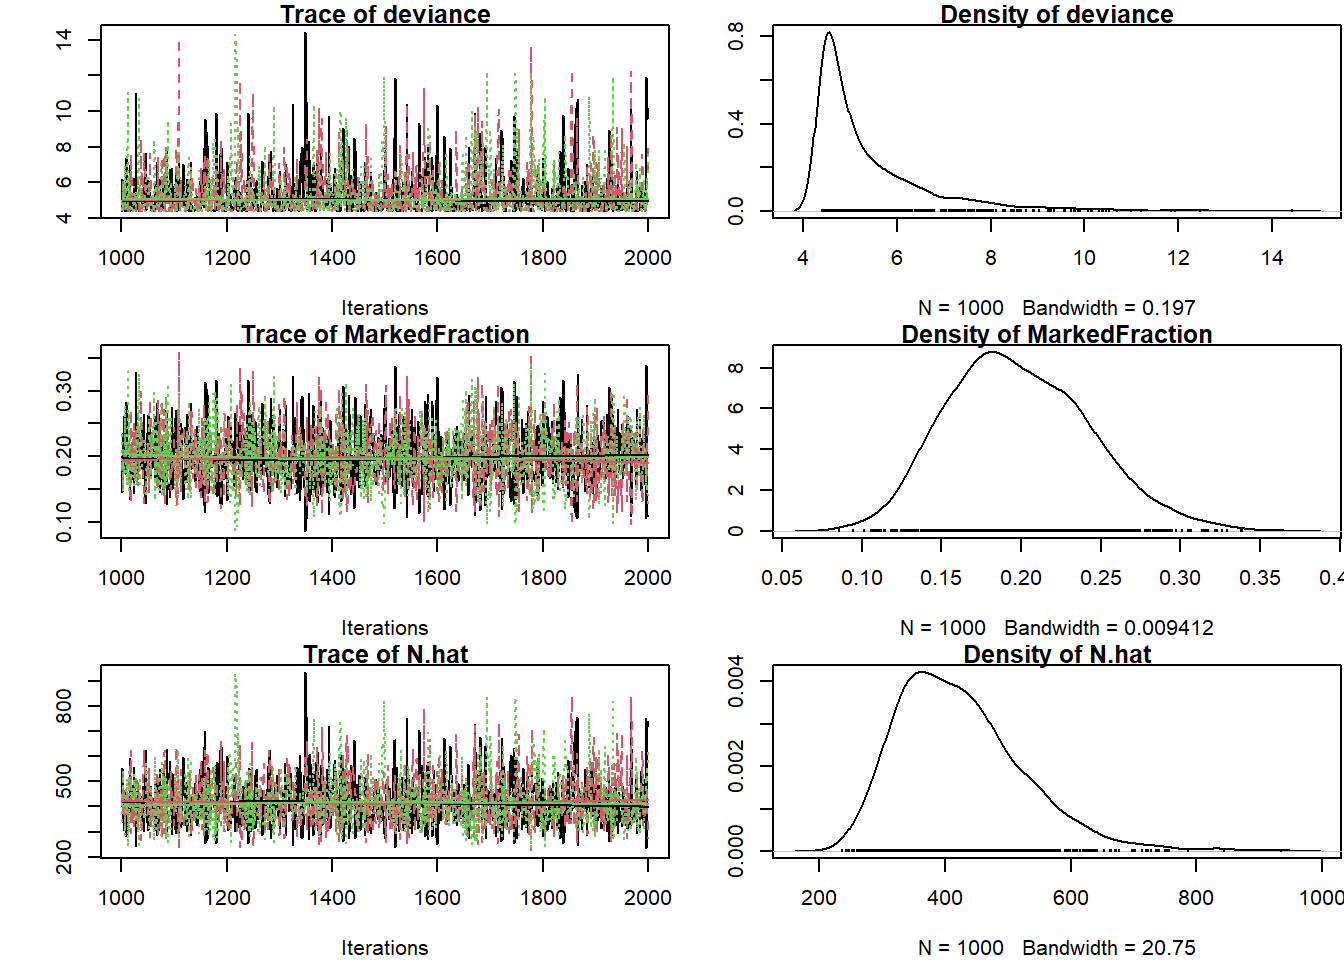 Trace of deviance
14
10
8
6
4
1000 1200 1400 1600 1800 2000
Iterations
Density of deviance
0.8
0.4
0.0
4 6 8 10 12 14
N = 1000 Bandwidth = 0.197
Trace of MarkedFraction
0.30
0.20
0.10
1000 1200 1400 1600 1800 2000
Iterations
Density of MarkedFraction
8
6
4
2
0
0.05 0.10 0.15 0.20 0.25 0.30 0.35 0.4
N = 1000 Bandwidth = 0.009412
Trace of N.hat
800
500
200
1000 1200 1400 1600 1800 2000
Iterations
Density of N.hat
0.004
0.002
0.000
200 400 600 800 1000
N = 1000 Bandwidth = 20.75